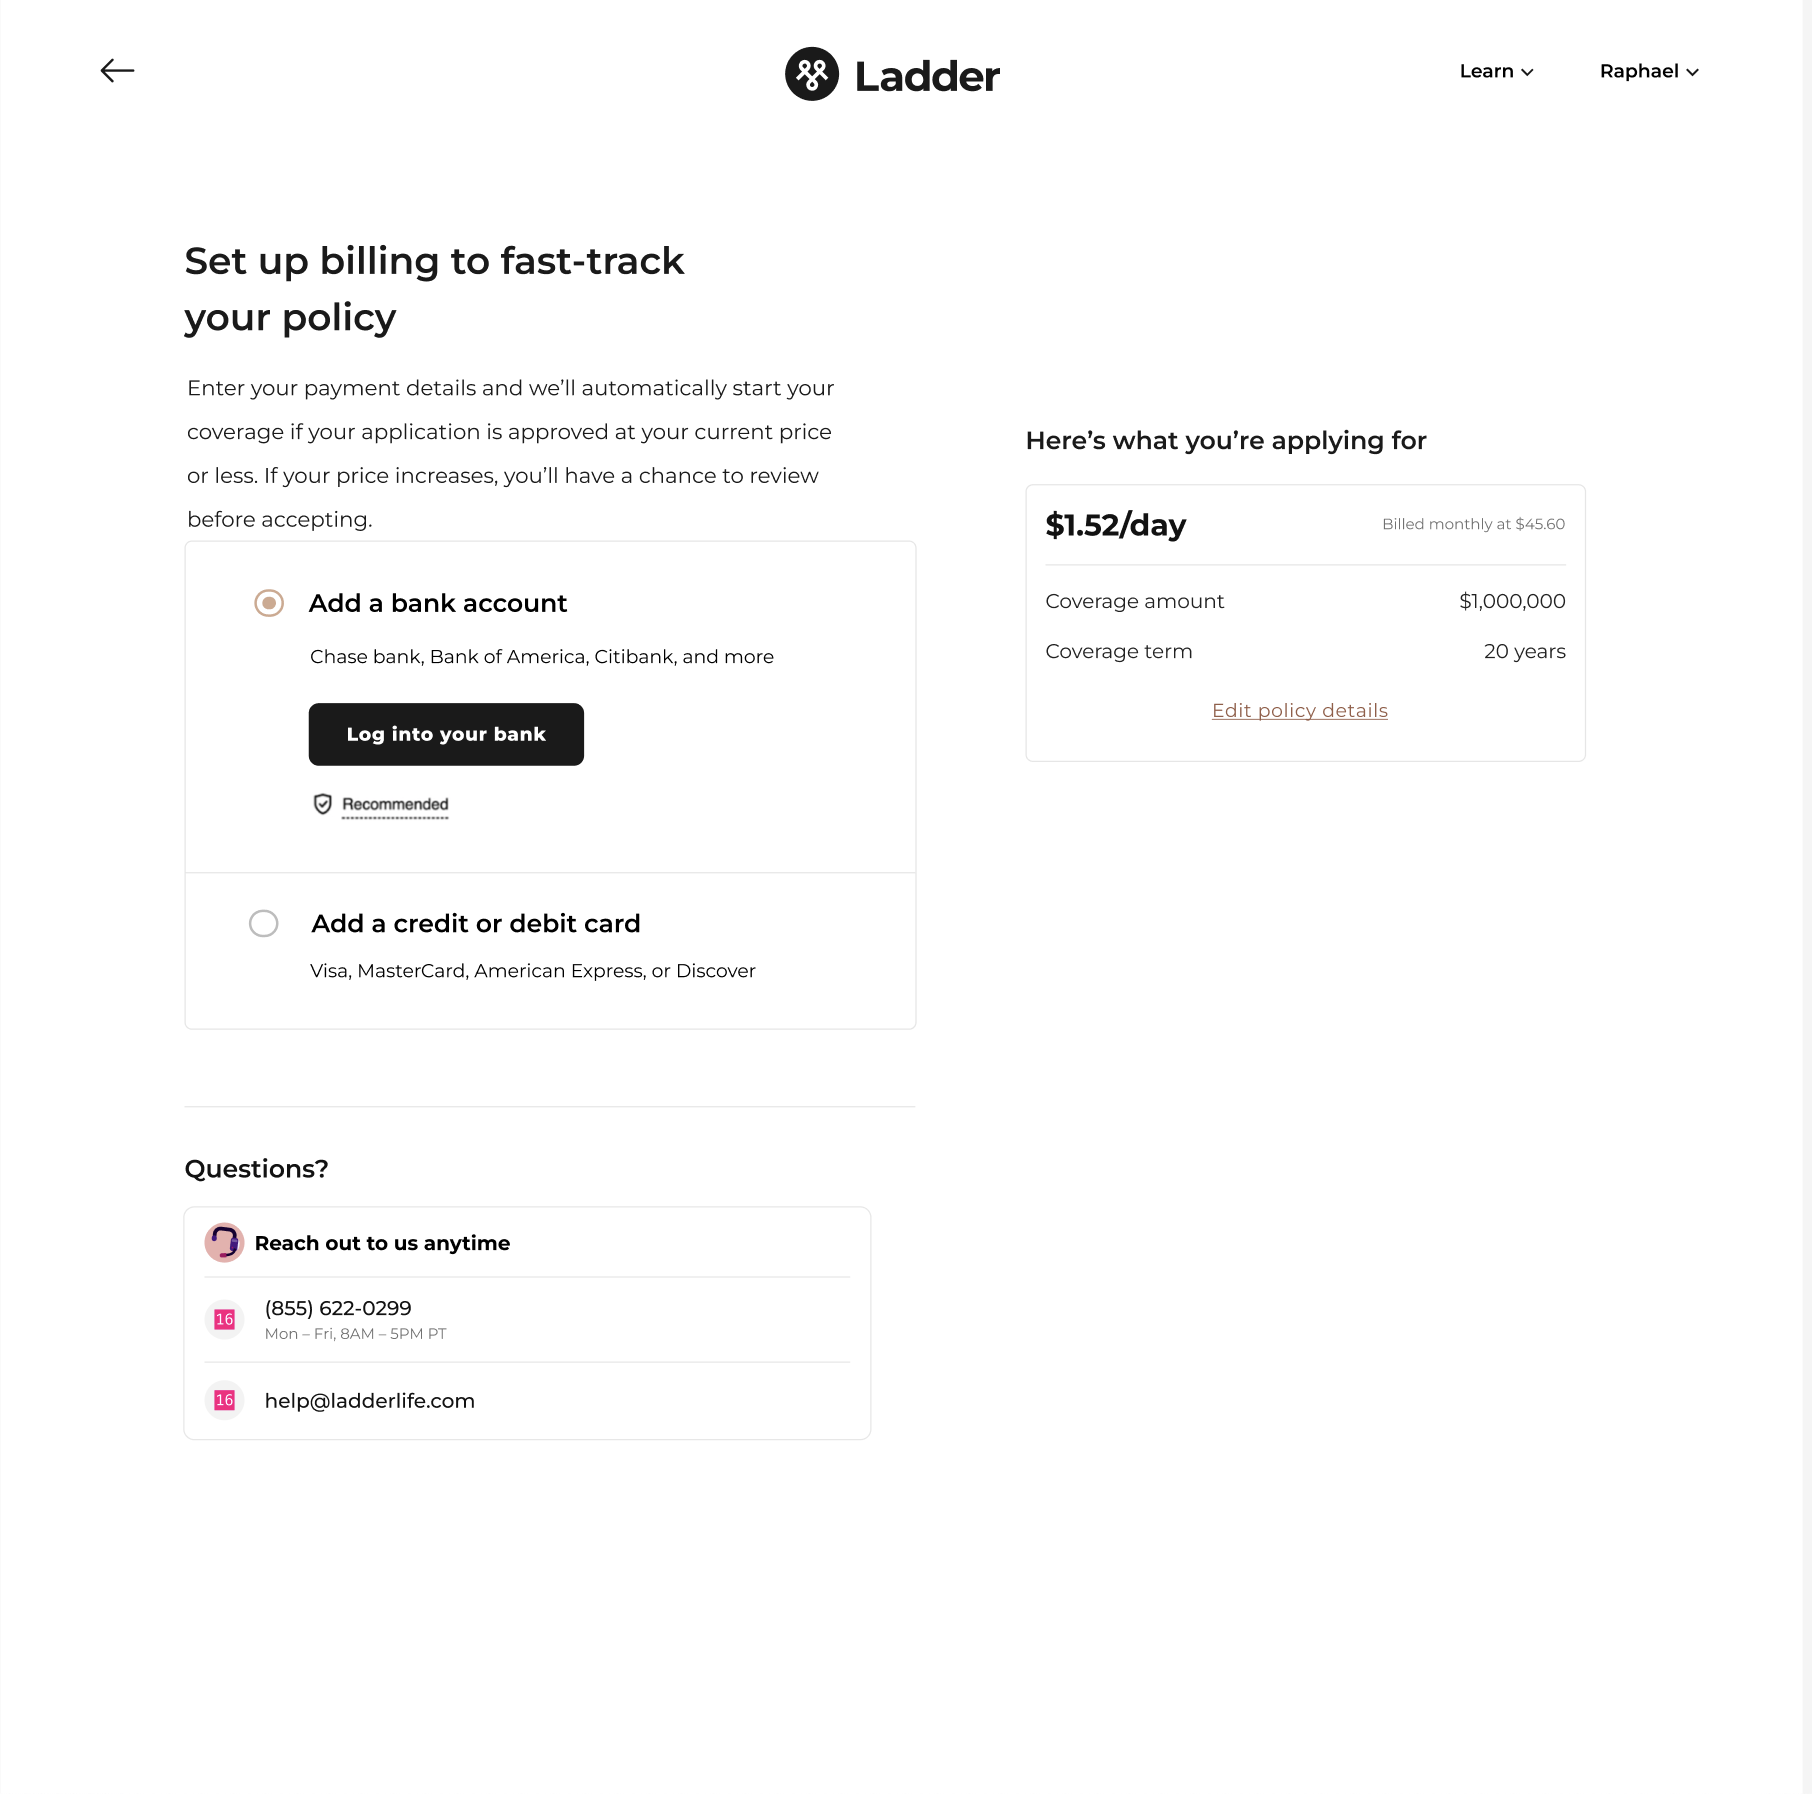 Ladder
Learn
Raphael
Set up billing to fast-track
your policy
Enter your payment details and we’ll automatically start your
coverage if your application is approved at your current price
or less. If your price increases, you’ll have a chance to review
before accepting.
Add a bank account
Chase bank, Bank of America, Citibank, and more
Log into your bank
Recommended
Add a credit or debit card
Visa, MasterCard, American Express, or Discover
Here’s what you’re applying for
$1.52/day
Billed monthly at $45.60
Coverage amount
$1,000,000
Coverage term
20 years
Edit policy details
Questions?
Reach out to us anytime
16
(855) 622-0299
Mon – Fri, 8AM – 5PM PT
16
help@ladderlife.com